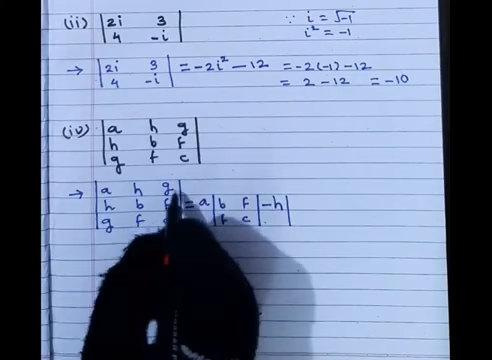 (ii) | 2i 3 | ∵ i = √-1
| 4 -i | i² = -1
→ | 2i 3 | = -2i² - 12 = -2(-1) - 12
| 4 -i | = 2 - 12 = -10
(iv) | a h g |
| h b f |
| g f c |
→ | a h g |
| h b f | = a | b f | - h |
| g f | f c |